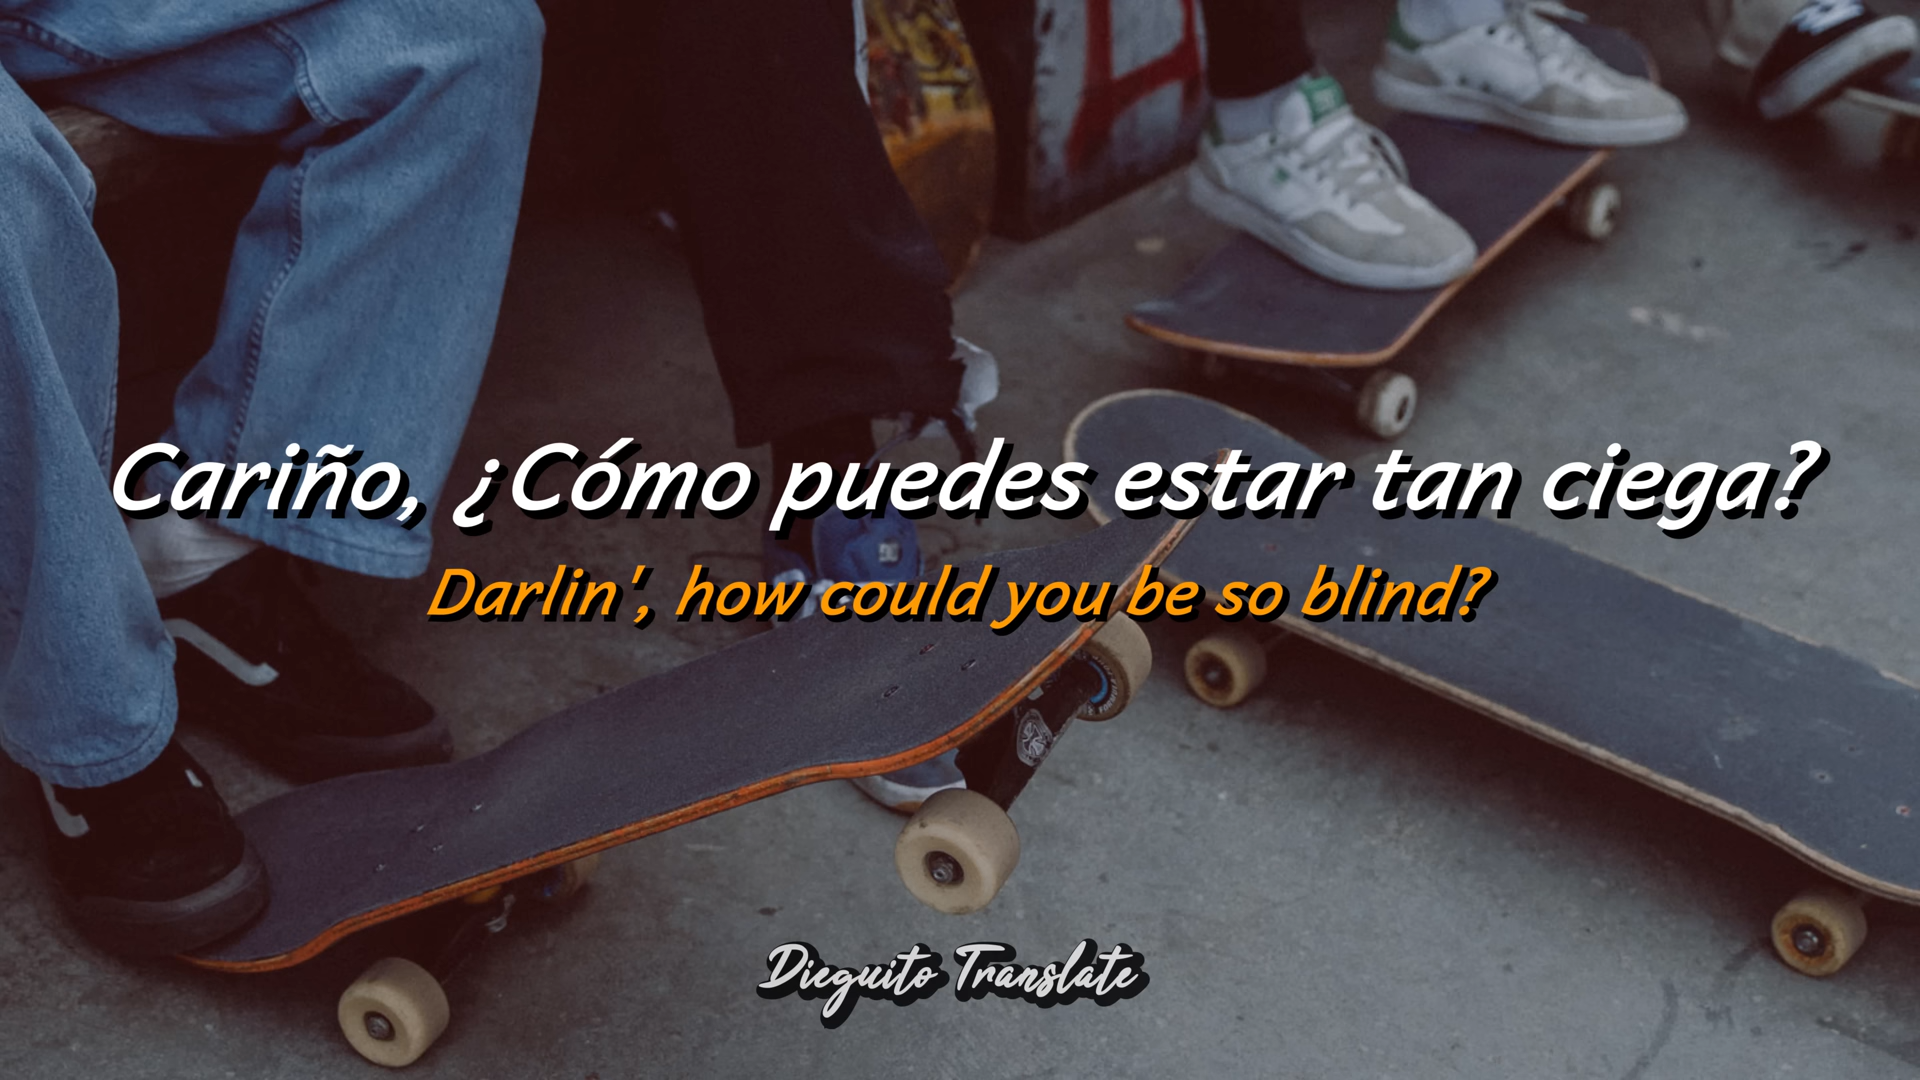 Cariño, ¿Cómo puedes estar tan ciega?
Darlin', how could you be so blind?
Dieguito Translate